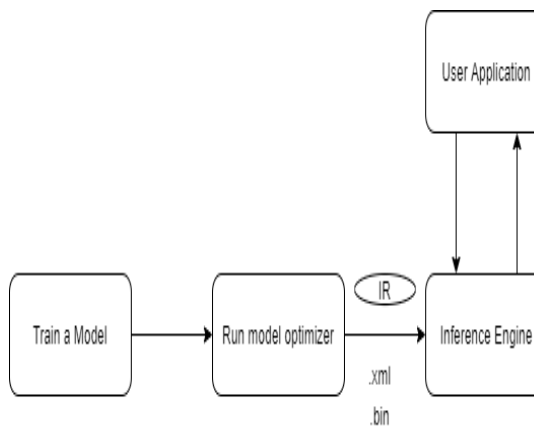 User Application
IR
Train a Model
Run model optimizer
Inference Engine
.xml
.bin